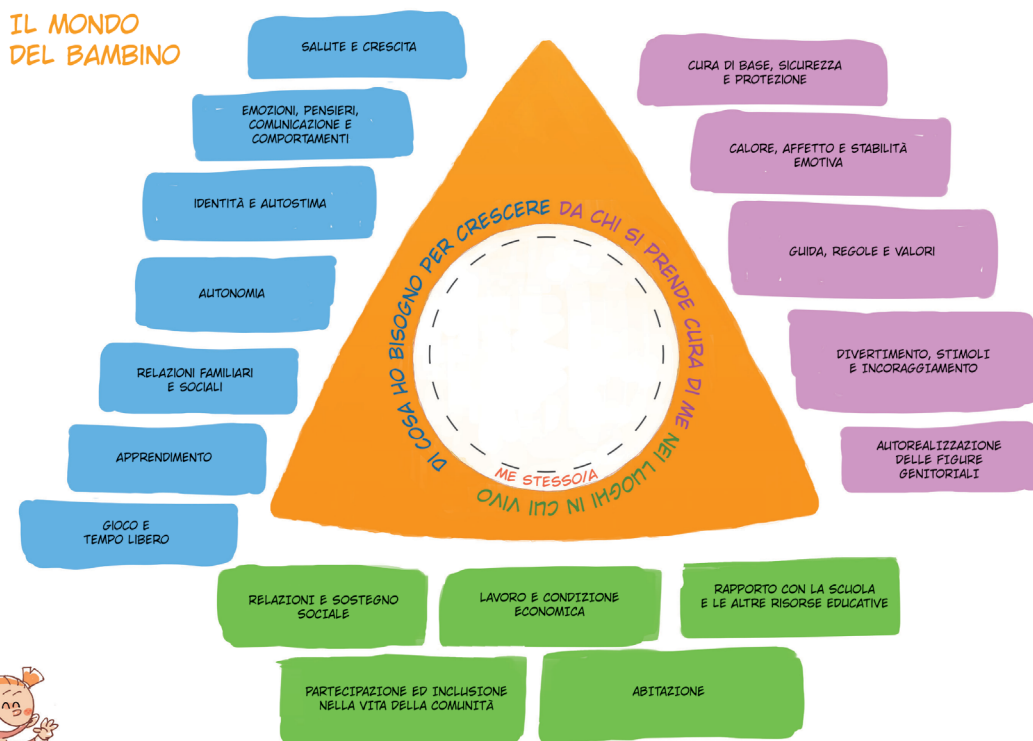 IL MONDO
DEL BAMBINO
SALUTE E CRESCITA
EMOZIONI, PENSIERI,
COMUNICAZIONE E
COMPORTAMENTI
IDENTITÀ E AUTOSTIMA
AUTONOMIA
RELAZIONI FAMILIARI
E SOCIALI
APPRENDIMENTO
GIOCO E
TEMPO LIBERO
DI COSA HO BISOGNO PER CRESCERE
DA CHI SI PRENDE CURA DI ME
NEI LUOGHI IN CUI VIVO
ME STESSO/A
CURA DI BASE, SICUREZZA
E PROTEZIONE
CALORE, AFFETTO E STABILITÀ
EMOTIVA
GUIDA, REGOLE E VALORI
DIVERTIMENTO, STIMOLI
E INCORAGGIAMENTO
AUTOREALIZZAZIONE
DELLE FIGURE
GENITORIALI
RELAZIONI E SOSTEGNO
SOCIALE
LAVORO E CONDIZIONE
ECONOMICA
RAPPORTO CON LA SCUOLA
E LE ALTRE RISORSE EDUCATIVE
PARTECIPAZIONE ED INCLUSIONE
NELLA VITA DELLA COMUNITÀ
ABITAZIONE